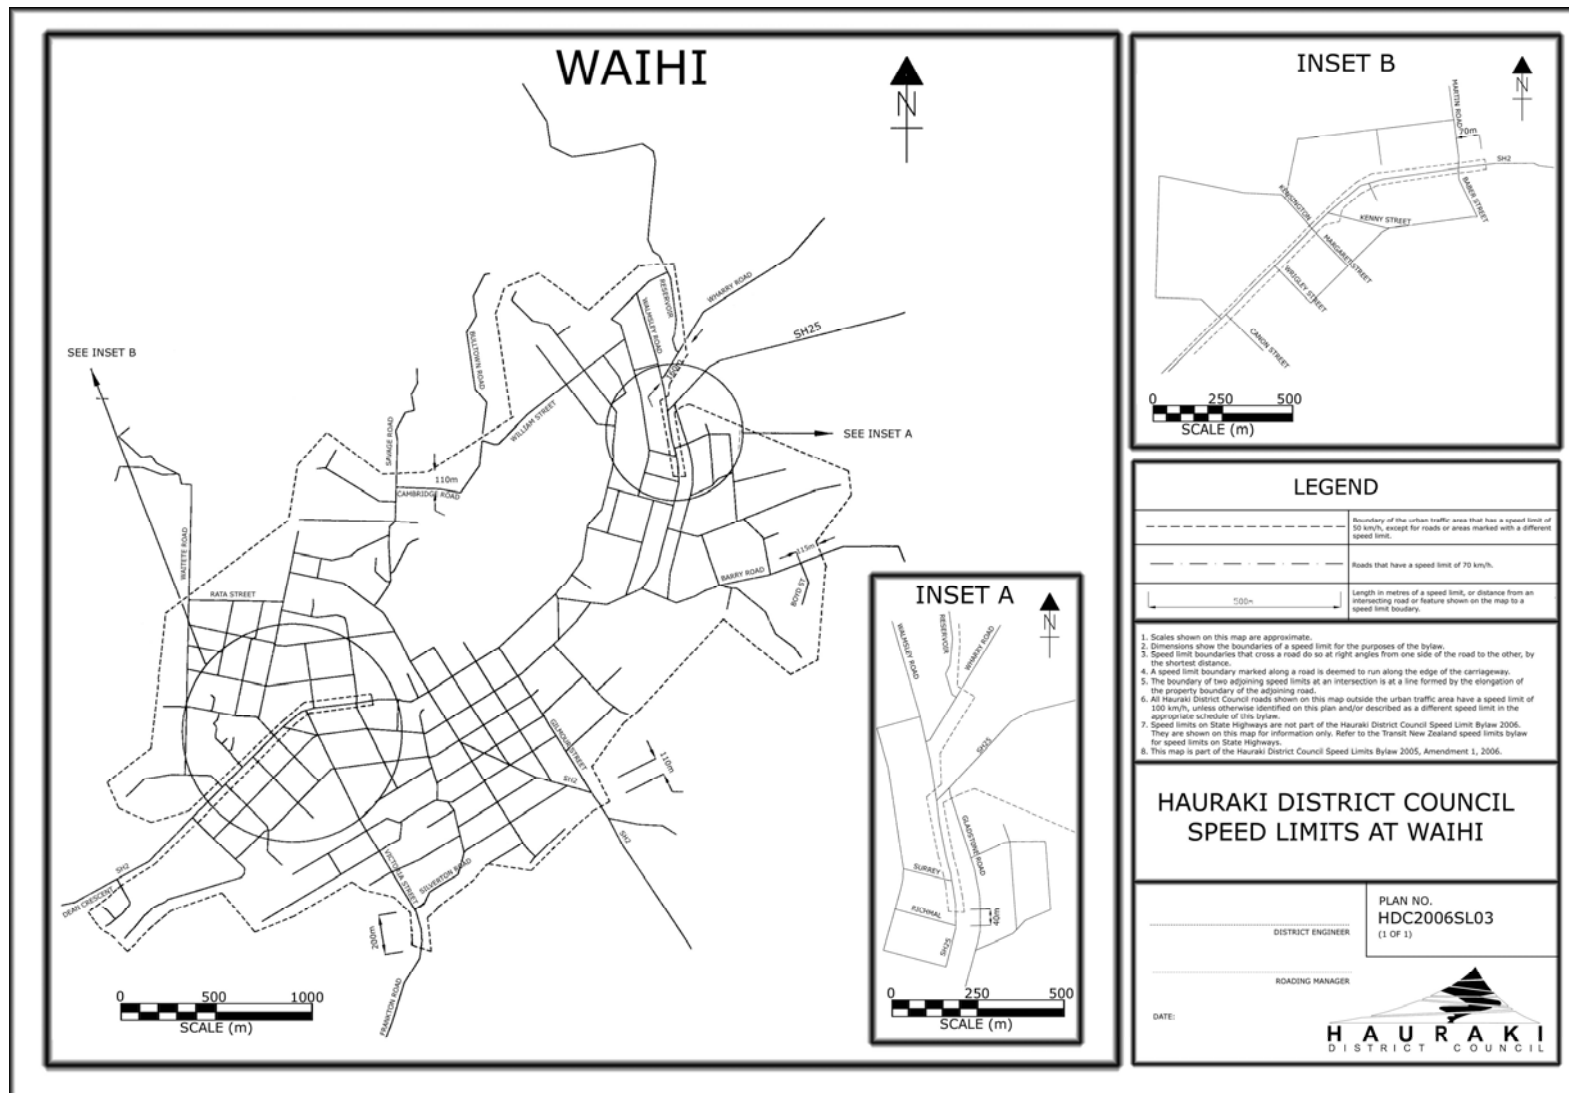 WAIHI
N
RESERVOIR
WALMSLEY ROAD
WHARRY ROAD
SH25
160m
BULLTOWN ROAD
SEE INSET B
WILLIAM STREET
SAVAGE ROAD
SEE INSET A
110m
CAMBRIDGE ROAD
WAITETE ROAD
115m
BARRY ROAD
BOYD ST
RATA STREET
GILMOUR STREET
SH2
110m
SH2
SH2
VICTORIA STREET
SILVERTON ROAD
DEAN CRESCENT
200m
FRANKTON ROAD
0 500 1000
SCALE (m)
INSET A
N
WALMSLEY ROAD
RESERVOIR
WHARRY ROAD
SH25
GLADSTONE ROAD
SURREY
40m
SH25
0 250 500
SCALE (m)
INSET B
N
MARTIN ROAD
70m
SH2
KENSINGTON
BABER STREET
KENNY STREET
MARGARET STREET
WRIGLEY STREET
CANON STREET
0 250 500
SCALE (m)
LEGEND
Boundary of the urban traffic area that has a speed limit of
50 km/h, except for roads or areas marked with a different
speed limit.
Roads that have a speed limit of 70 km/h.
500m
Length in metres of a speed limit, or distance from an
intersecting road or feature shown on the map to a
speed limit boudary.
1. Scales shown on this map are approximate.
2. Dimensions show the boundaries of a speed limit for the purposes of the bylaw.
3. Speed limit boundaries that cross a road do so at right angles from one side of the road to the other, by
the shortest distance.
4. A speed limit boundary marked along a road is deemed to run along the edge of the carriageway.
5. The boundary of two adjoining speed limits at an intersection is at a line formed by the elongation of
the property boundary of the adjoining road.
6. All Hauraki District Council roads shown on this map outside the urban traffic area have a speed limit of
100 km/h, unless otherwise identified on this plan and/or described as a different speed limit in the
appropriate schedule of this bylaw.
7. Speed limits on State Highways are not part of the Hauraki District Council Speed Limit Bylaw 2006.
They are shown on this map for information only. Refer to the Transit New Zealand speed limits bylaw
for speed limits on State Highways.
8. This map is part of the Hauraki District Council Speed Limits Bylaw 2005, Amendment 1, 2006.
HAURAKI DISTRICT COUNCIL
SPEED LIMITS AT WAIHI
DISTRICT ENGINEER
ROADING MANAGER
DATE:
PLAN NO.
HDC2006SL03
(1 OF 1)
HAURAKI
DISTRICT COUNCIL